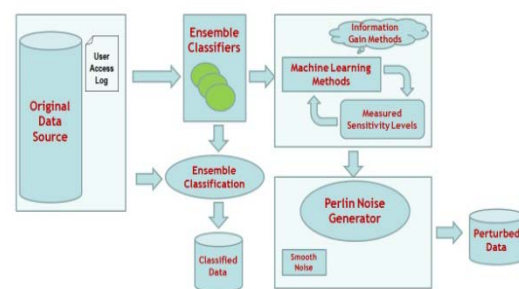 User
Access
Log
Original
Data
Source
Ensemble
Classifiers
Information
Gain Methods
Machine Learning
Methods
Measured
Sensitivity Levels
Ensemble
Classification
Classified
Data
Perlin Noise
Generator
Smooth
Noise
Perturbed
Data